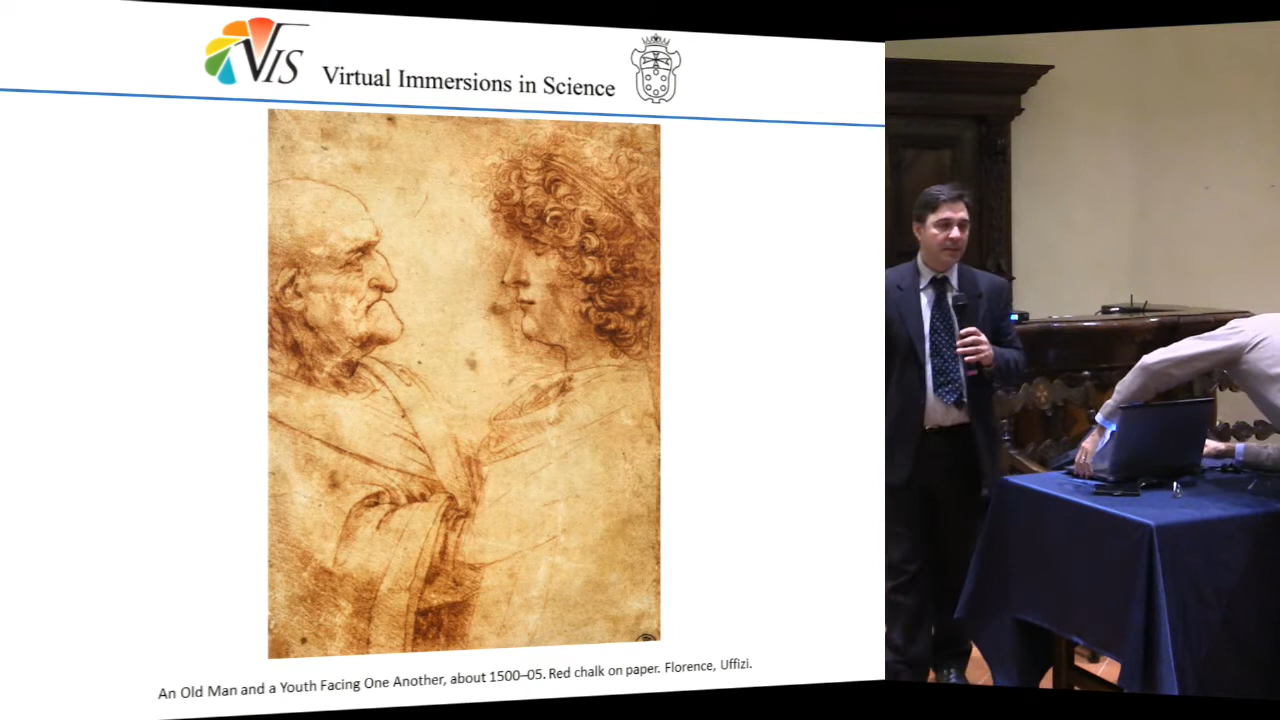 VIS
Virtual Immersions in Science
An Old Man and a Youth Facing One Another, about 1500–05. Red chalk on paper. Florence, Uffizi.